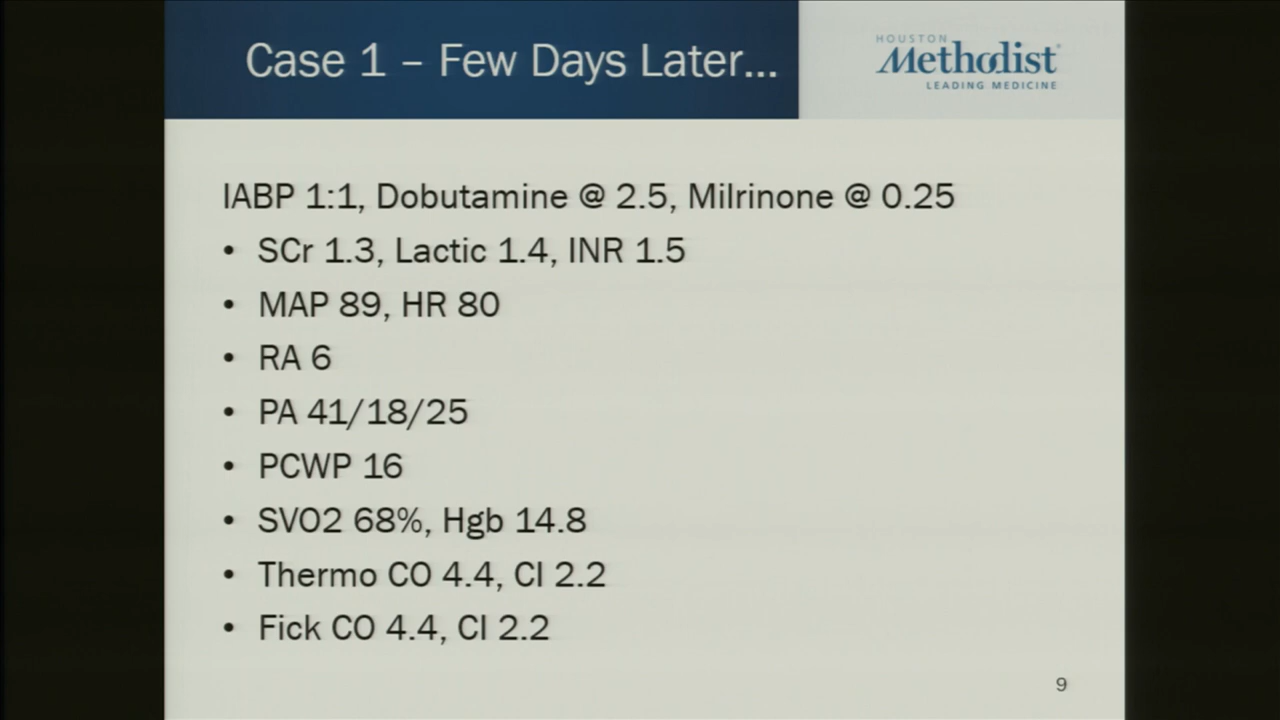 Case 1 – Few Days Later...
HOUSTON
Methodist
LEADING MEDICINE
IABP 1:1, Dobutamine @ 2.5, Milrinone @ 0.25
• SCr 1.3, Lactic 1.4, INR 1.5
• MAP 89, HR 80
• RA 6
• PA 41/18/25
• PCWP 16
• SVO2 68%, Hgb 14.8
• Thermo CO 4.4, CI 2.2
• Fick CO 4.4, CI 2.2
9